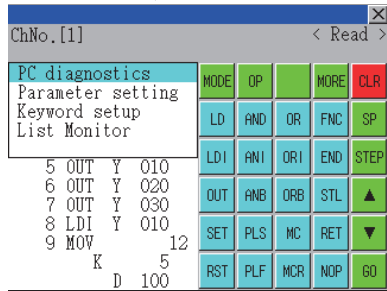 ChNo.[1] < Read >
PC diagnostics
Parameter setting
Keyword setup
List Monitor
5 OUT Y 010
6 OUT Y 020
7 OUT Y 030
8 LDI Y 010
9 MOV 12
K 5
D 100
MODE OP MORE CLR
LD AND OR FNC SP
LDI ANI ORI END STEP
OUT ANB ORB STL ▲
SET PLS MC RET ▼
RST PLF MCR NOP GO